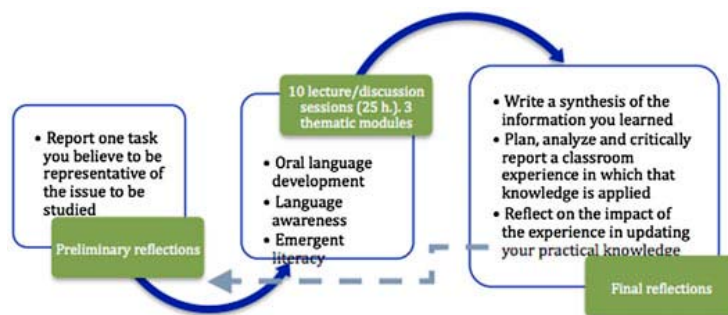 • Report one task
you believe to be
representative of
the issue to be
studied
Preliminary reflections
10 lecture/discussion
sessions (25 h.). 3
thematic modules
• Oral language
development
• Language
awareness
• Emergent
literacy
• Write a synthesis of the
information you learned
• Plan, analyze and critically
report a classroom
experience in which that
knowledge is applied
• Reflect on the impact of
the experience in updating
your practical knowledge
Final reflections